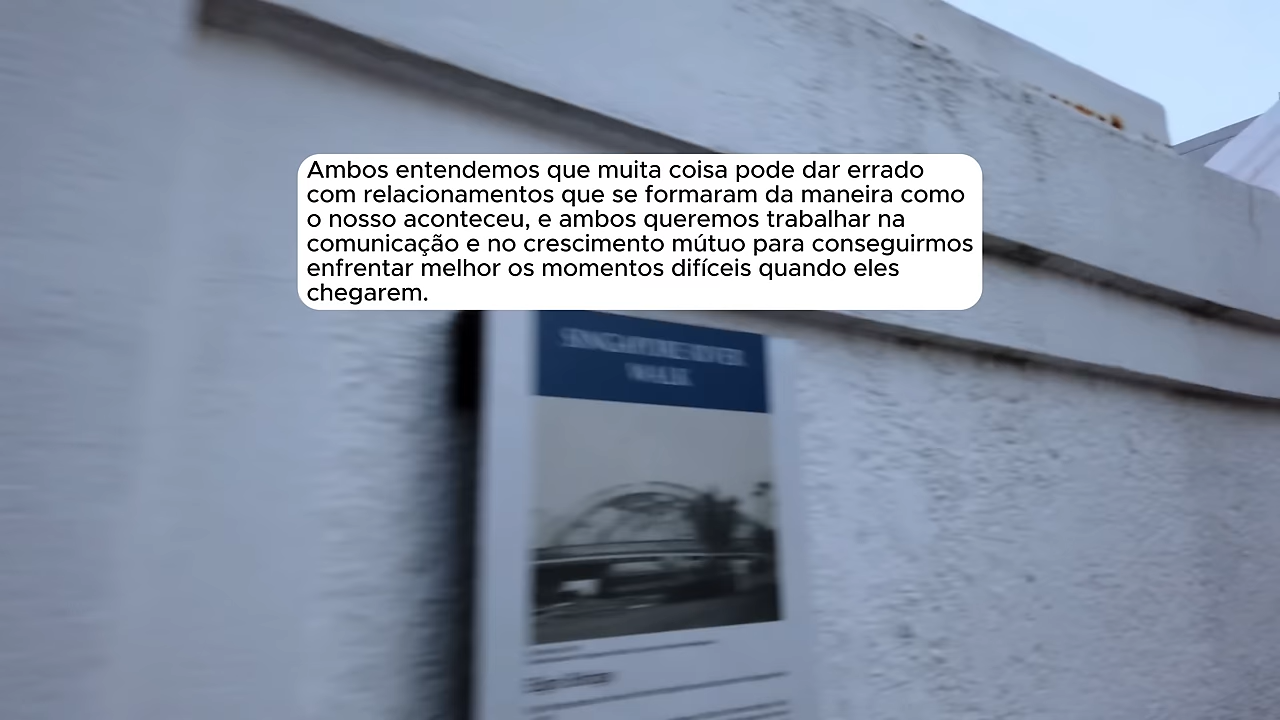 Ambos entendemos que muita coisa pode dar errado
com relacionamentos que se formaram da maneira como
o nosso aconteceu, e ambos queremos trabalhar na
comunicação e no crescimento mútuo para conseguirmos
enfrentar melhor os momentos difíceis quando eles
chegarem.